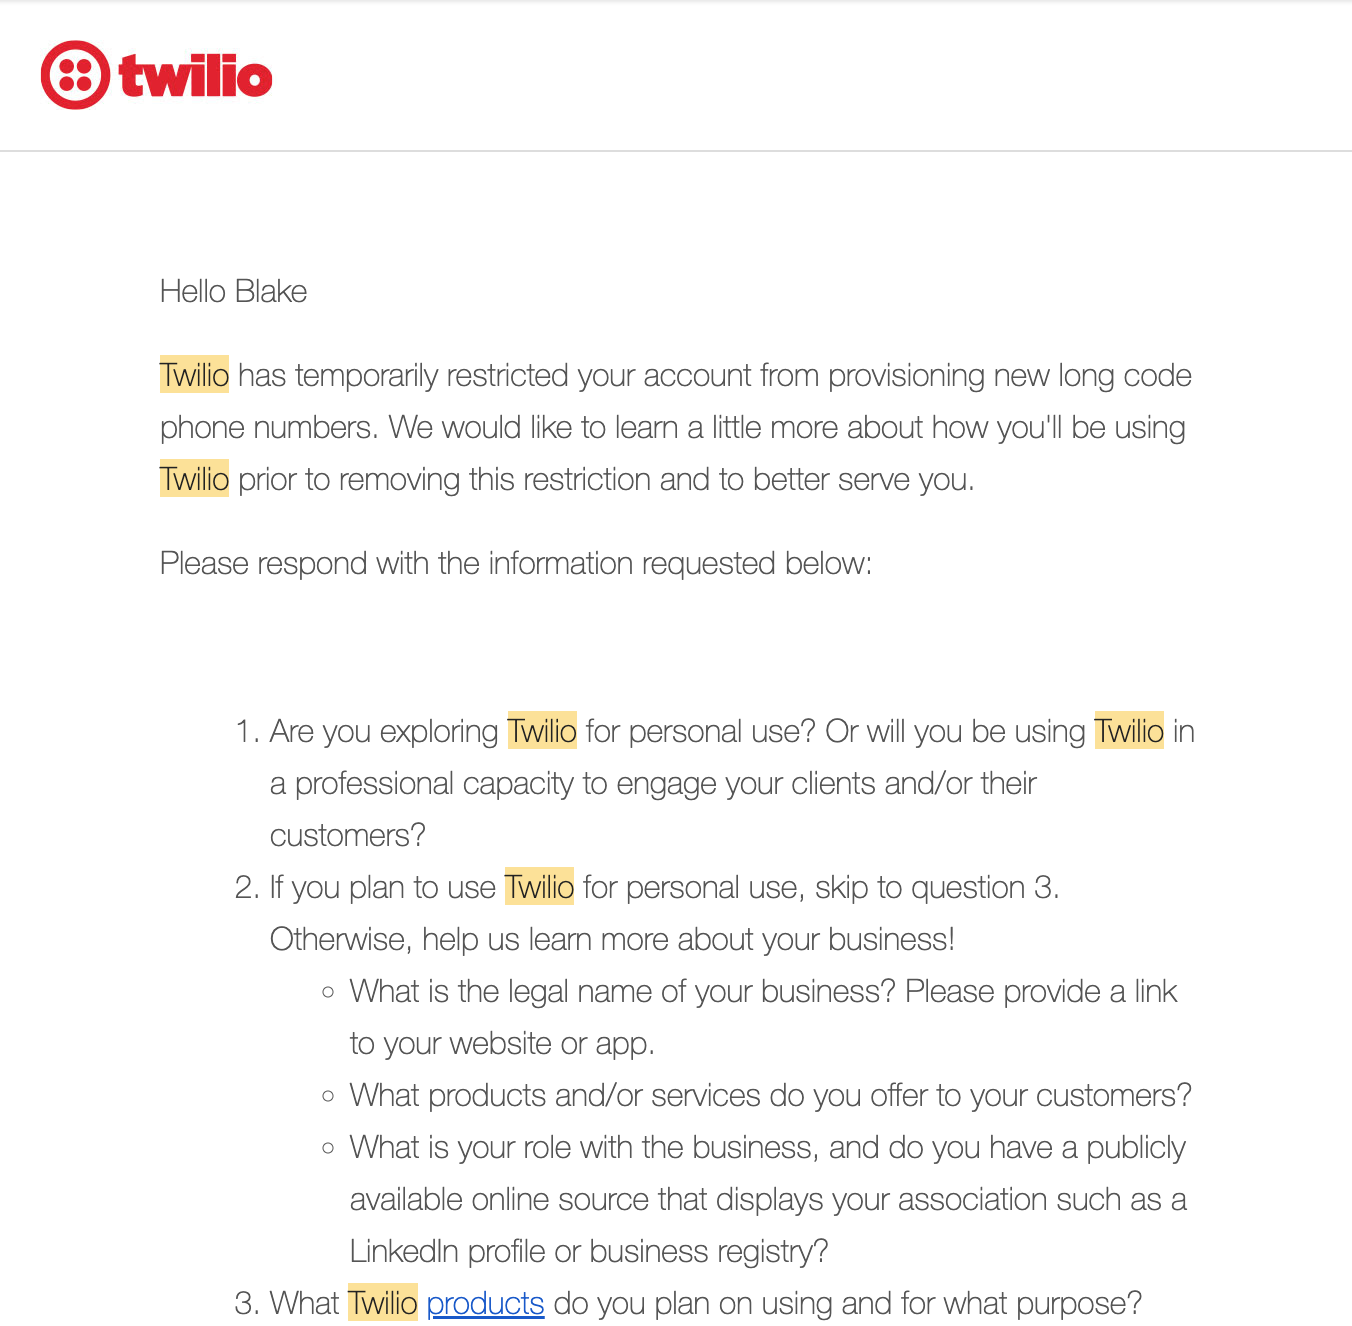 twilio
Hello Blake
Twilio has temporarily restricted your account from provisioning new long code
phone numbers. We would like to learn a little more about how you'll be using
Twilio prior to removing this restriction and to better serve you.
Please respond with the information requested below:
1. Are you exploring Twilio for personal use? Or will you be using Twilio in
a professional capacity to engage your clients and/or their
customers?
2. If you plan to use Twilio for personal use, skip to question 3.
Otherwise, help us learn more about your business!
◦ What is the legal name of your business? Please provide a link
to your website or app.
◦ What products and/or services do you offer to your customers?
◦ What is your role with the business, and do you have a publicly
available online source that displays your association such as a
LinkedIn profile or business registry?
3. What Twilio products do you plan on using and for what purpose?